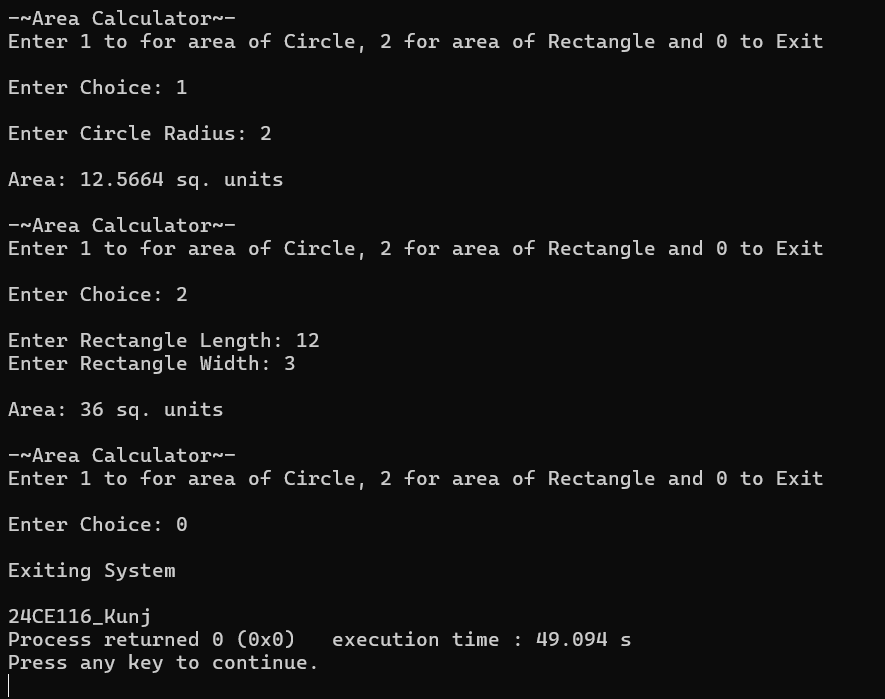 -~Area Calculator~-
Enter 1 to for area of Circle, 2 for area of Rectangle and 0 to Exit
Enter Choice: 1
Enter Circle Radius: 2
Area: 12.5664 sq. units
-~Area Calculator~-
Enter 1 to for area of Circle, 2 for area of Rectangle and 0 to Exit
Enter Choice: 2
Enter Rectangle Length: 12
Enter Rectangle Width: 3
Area: 36 sq. units
-~Area Calculator~-
Enter 1 to for area of Circle, 2 for area of Rectangle and 0 to Exit
Enter Choice: 0
Exiting System
24CE116_Kunj
Process returned 0 (0x0)   execution time : 49.094 s
Press any key to continue.